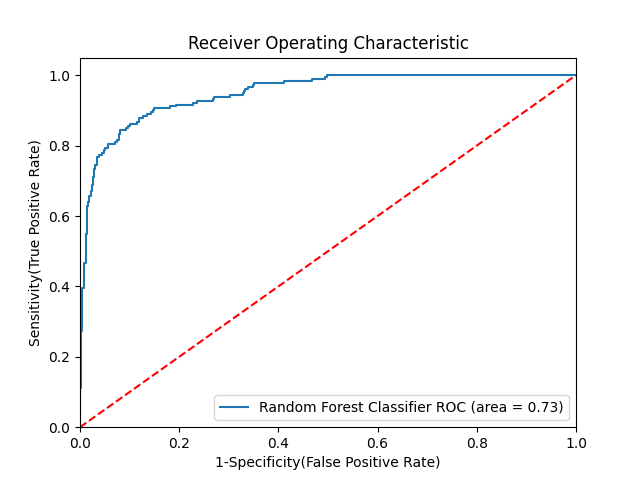 Receiver Operating Characteristic
1.0
0.8
0.6
0.4
0.2
0.0
Sensitivity(True Positive Rate)
Random Forest Classifier ROC (area = 0.73)
0.0 0.2 0.4 0.6 0.8 1.0
1-Specificity(False Positive Rate)